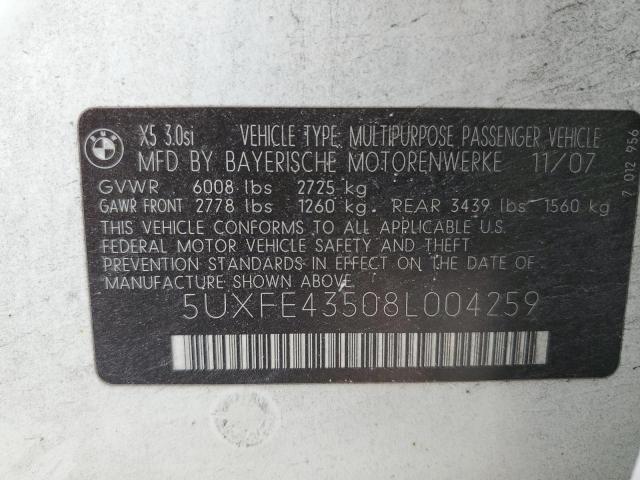 BMW
X5 3.0si VEHICLE TYPE: MULTIPURPOSE PASSENGER VEHICLE
MFD BY BAYERISCHE MOTORENWERKE 11/07
GVWR 6008 lbs 2725 kg
GAWR FRONT 2778 lbs 1260 kg, REAR 3439 lbs 1560 kg
THIS VEHICLE CONFORMS TO ALL APPLICABLE U.S.
FEDERAL MOTOR VEHICLE SAFETY AND THEFT
PREVENTION STANDARDS IN EFFECT ON THE DATE OF
MANUFACTURE SHOWN ABOVE.
5UXFE43508L004259
7 012 956